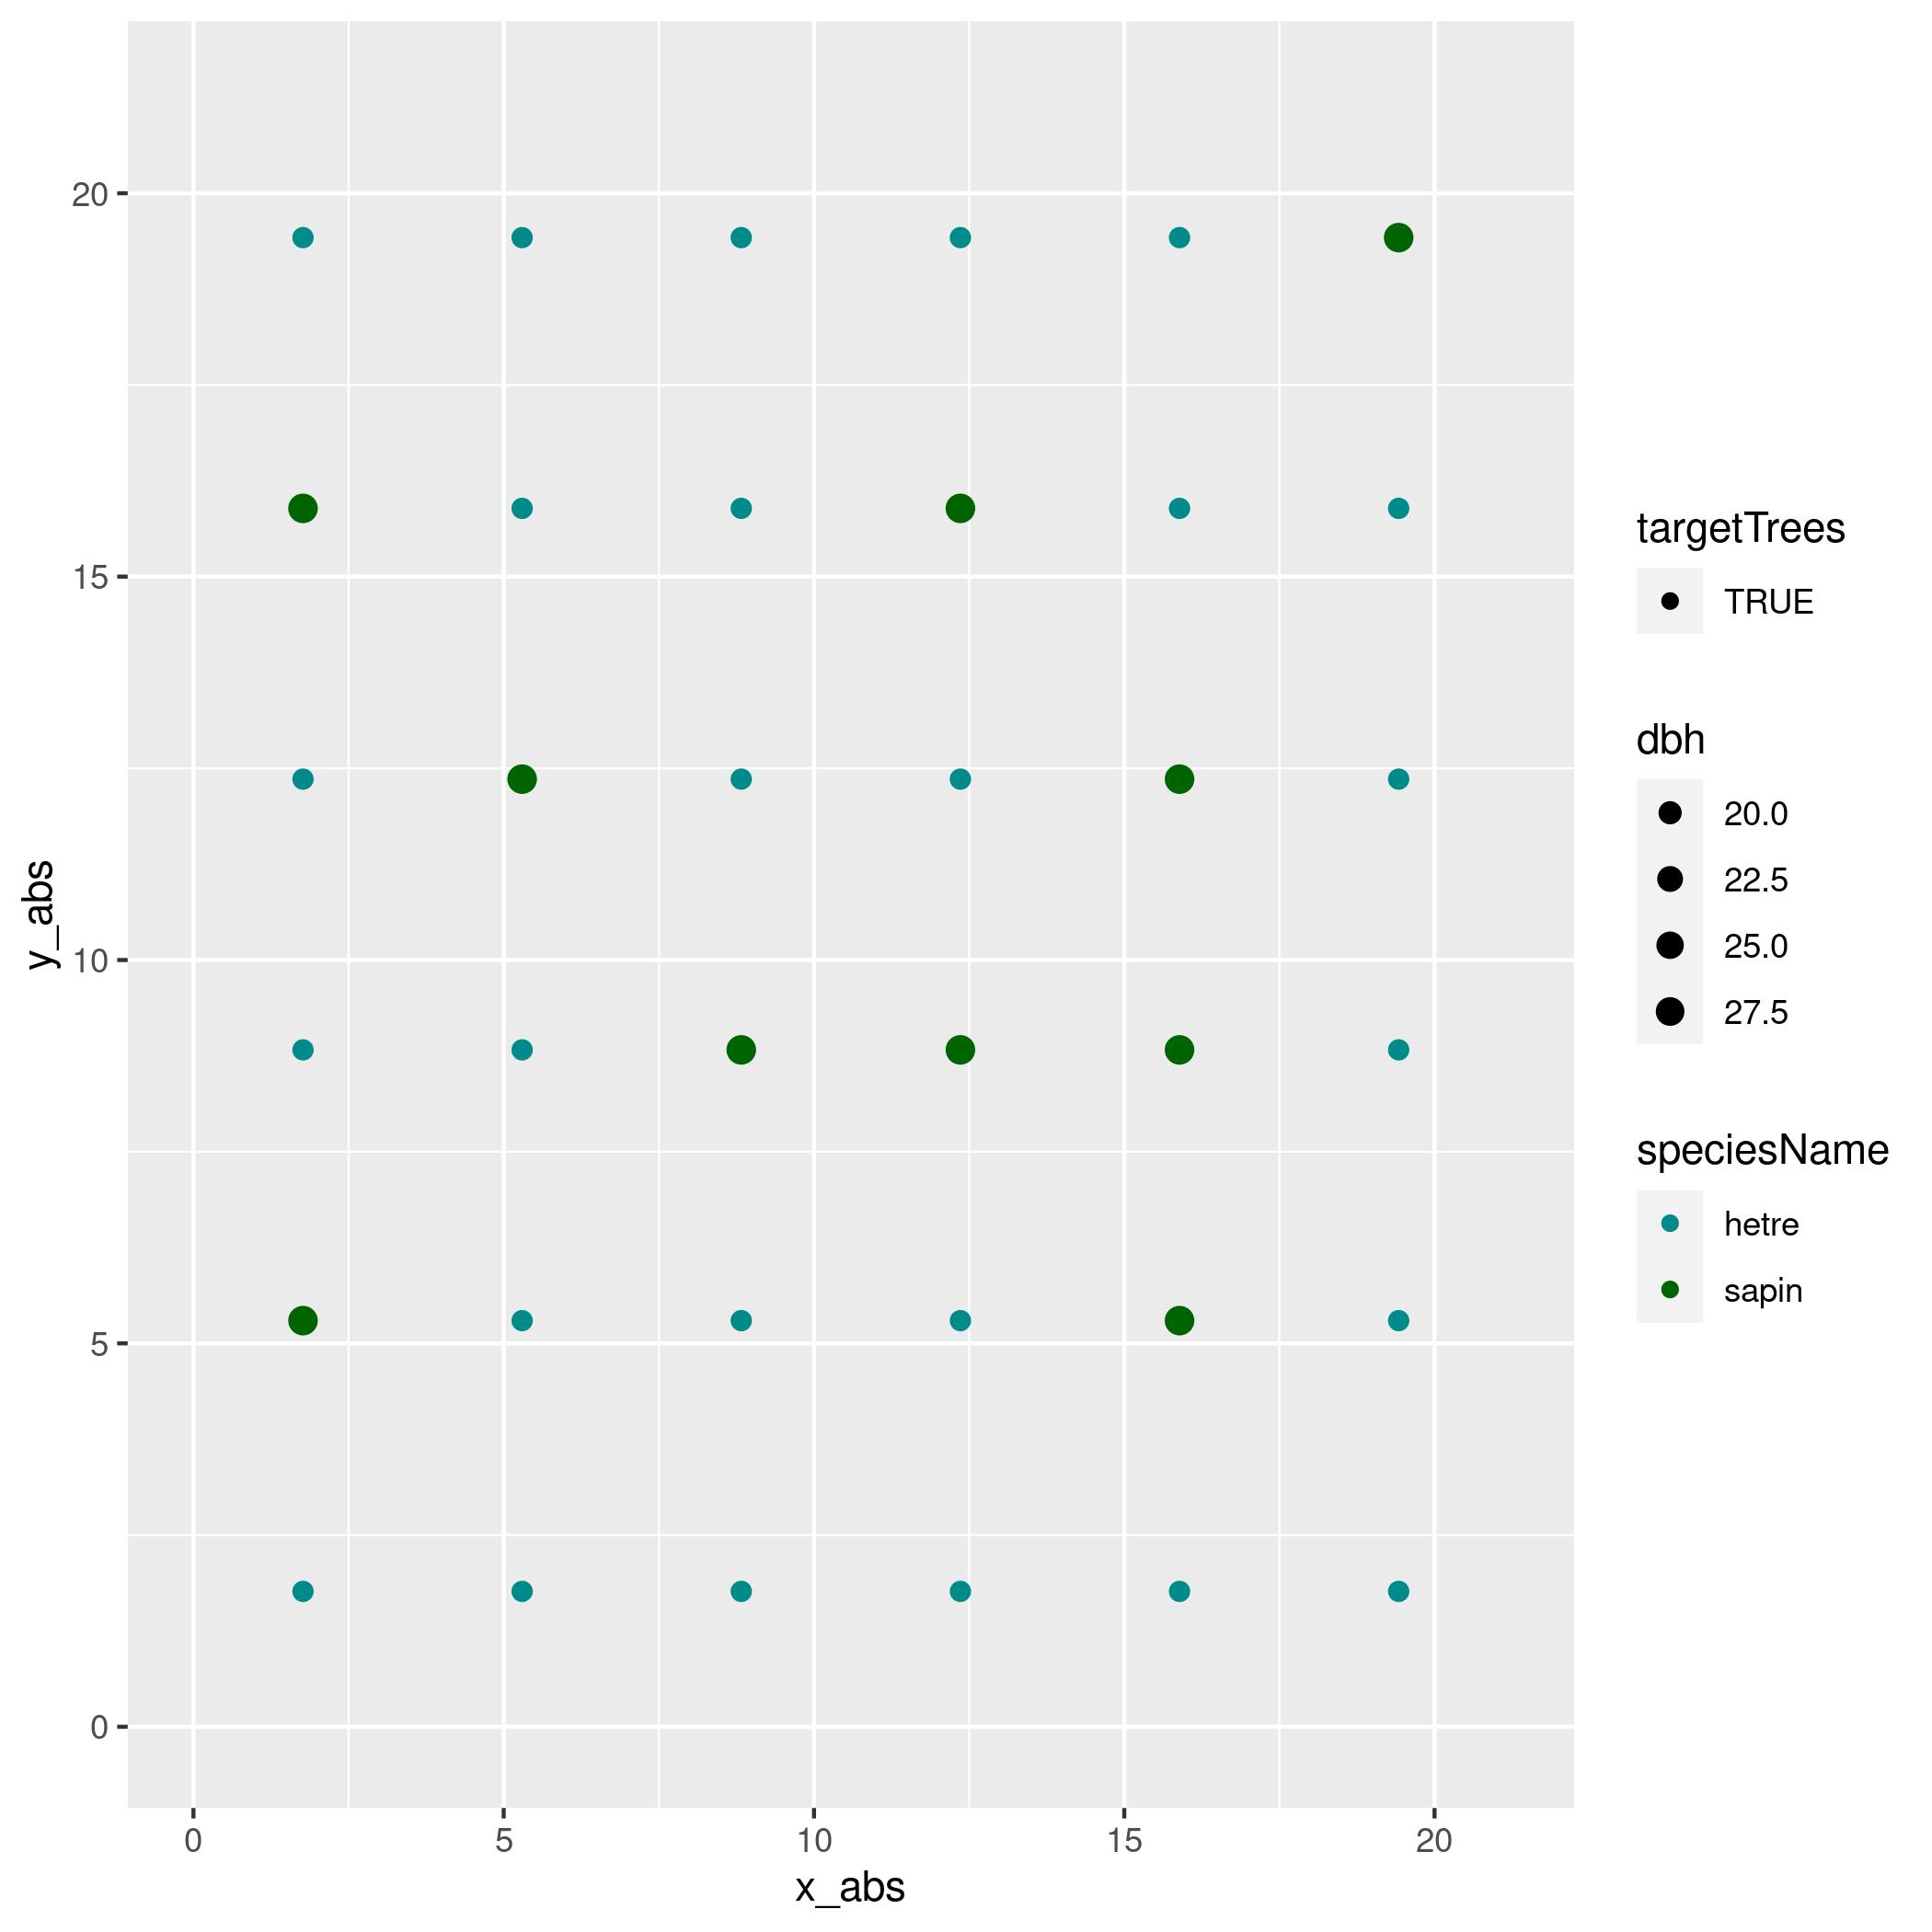 20
15
10
5
0
y_abs
0 5 10 15 20
x_abs
targetTrees
TRUE
dbh
20.0
22.5
25.0
27.5
speciesName
hetre
sapin